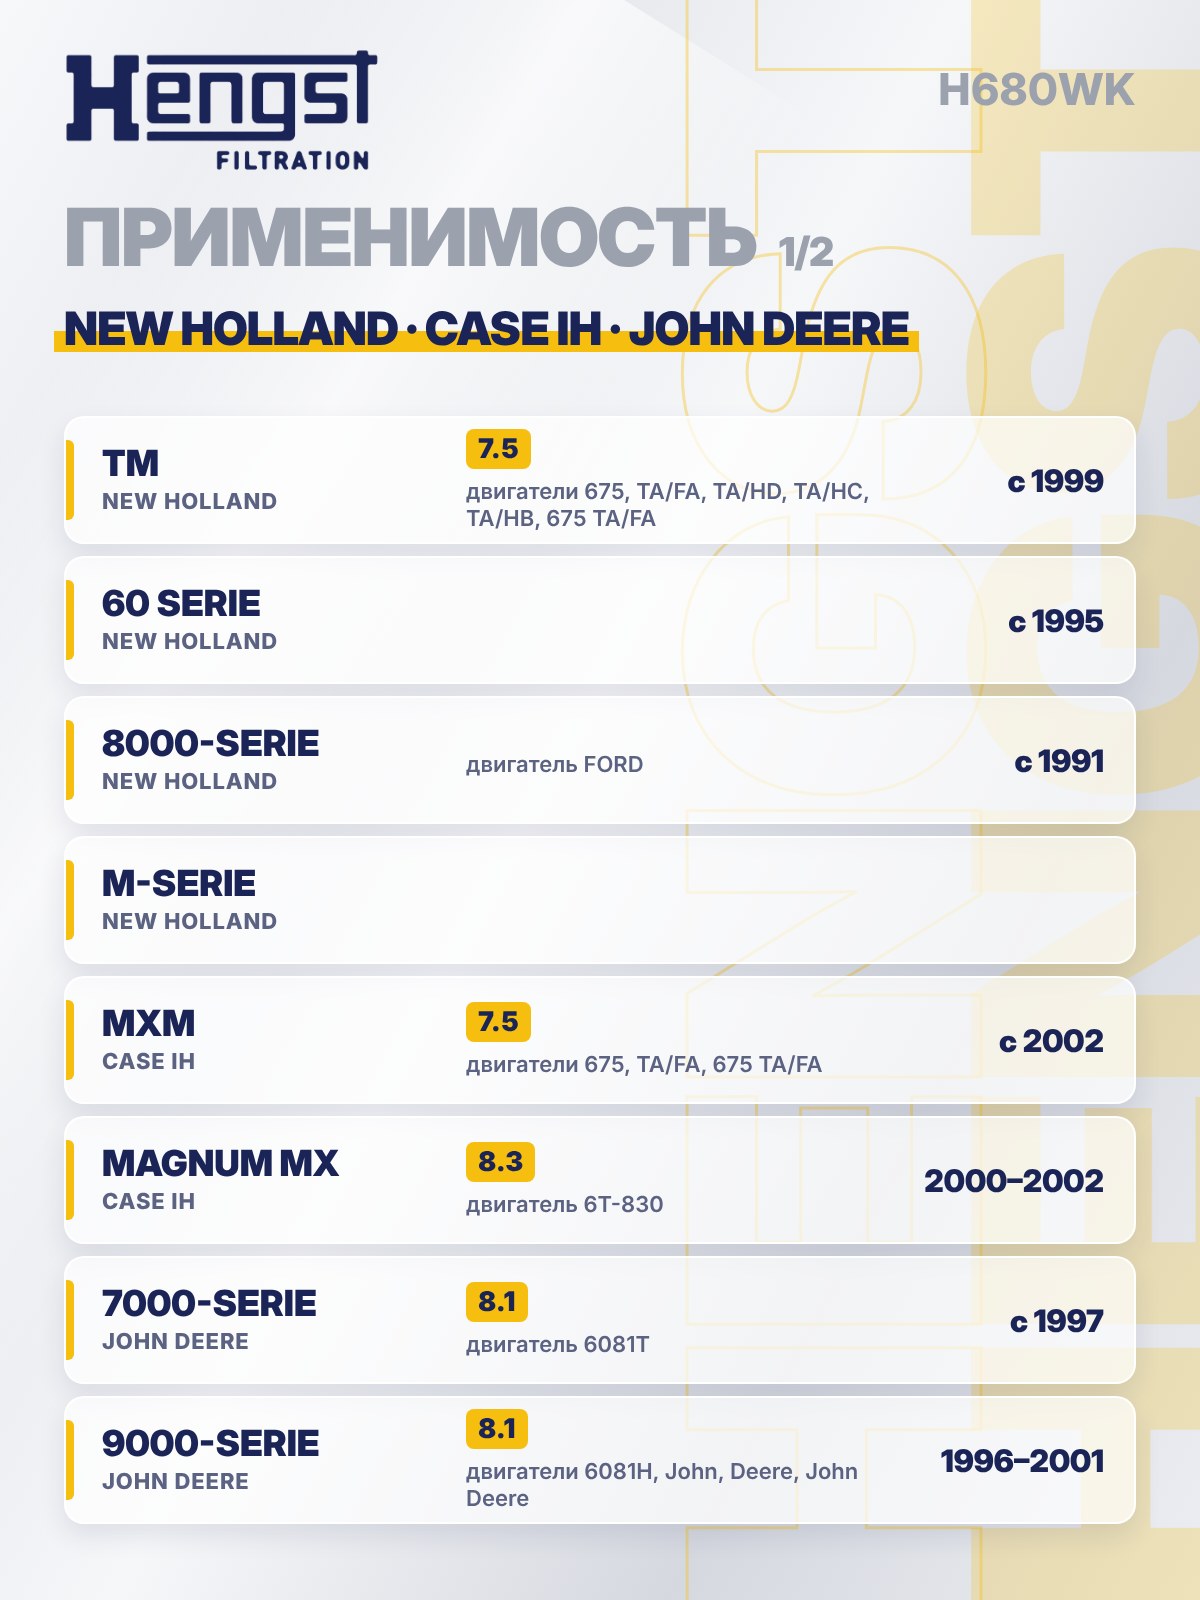 Hengst
FILTRATION
H680WK
ПРИМЕНИМОСТЬ 1/2
NEW HOLLAND · CASE IH · JOHN DEERE
TM
NEW HOLLAND
7.5
двигатели 675, TA/FA, TA/HD, TA/HC,
TA/HB, 675 TA/FA
с 1999
60 SERIE
NEW HOLLAND
с 1995
8000-SERIE
NEW HOLLAND
двигатель FORD
с 1991
M-SERIE
NEW HOLLAND
MXM
CASE IH
7.5
двигатели 675, TA/FA, 675 TA/FA
с 2002
MAGNUM MX
CASE IH
8.3
двигатель 6T-830
2000–2002
7000-SERIE
JOHN DEERE
8.1
двигатель 6081T
с 1997
9000-SERIE
JOHN DEERE
8.1
двигатели 6081H, John, Deere, John
Deere
1996–2001
HENGST
HENGST